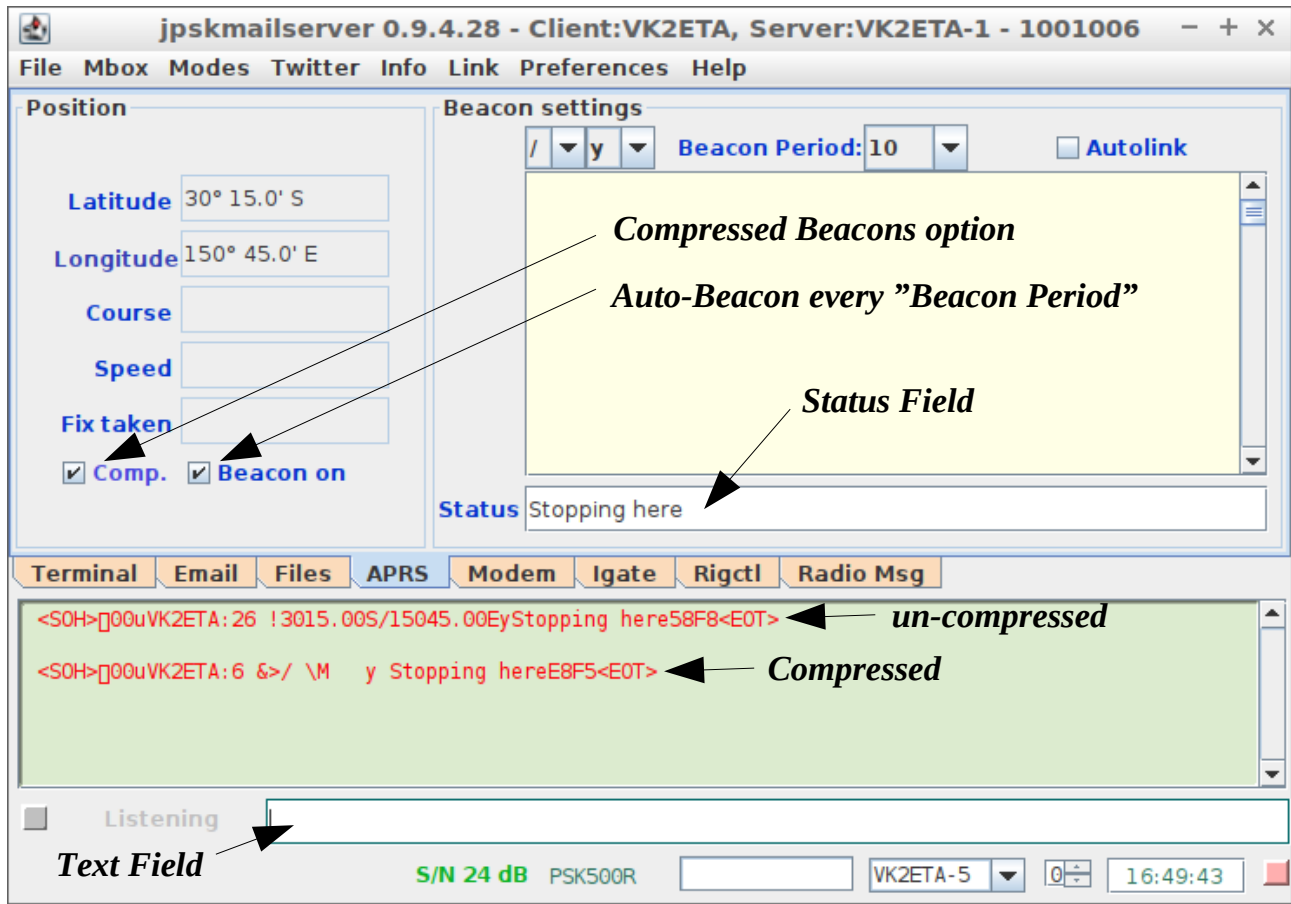 jpskmailserver 0.9.4.28 - Client:VK2ETA, Server:VK2ETA-1 - 1001006
File Mbox Modes Twitter Info Link Preferences Help
Position
Beacon settings
/ y Beacon Period: 10 Autolink
Latitude 30° 15.0' S
Longitude 150° 45.0' E
Course
Speed
Fix taken
Comp. Beacon on
Compressed Beacons option
Auto-Beacon every ”Beacon Period”
Status Field
Status Stopping here
Terminal Email Files APRS Modem Igate Rigctl Radio Msg
<SOH>▯00uVK2ETA:26 !3015.00S/15045.00EyStopping here58F8<EOT> un-compressed
<SOH>▯00uVK2ETA:6 &>/ \M   y Stopping hereE8F5<EOT> Compressed
Listening
Text Field
S/N 24 dB PSK500R VK2ETA-5 0 16:49:43